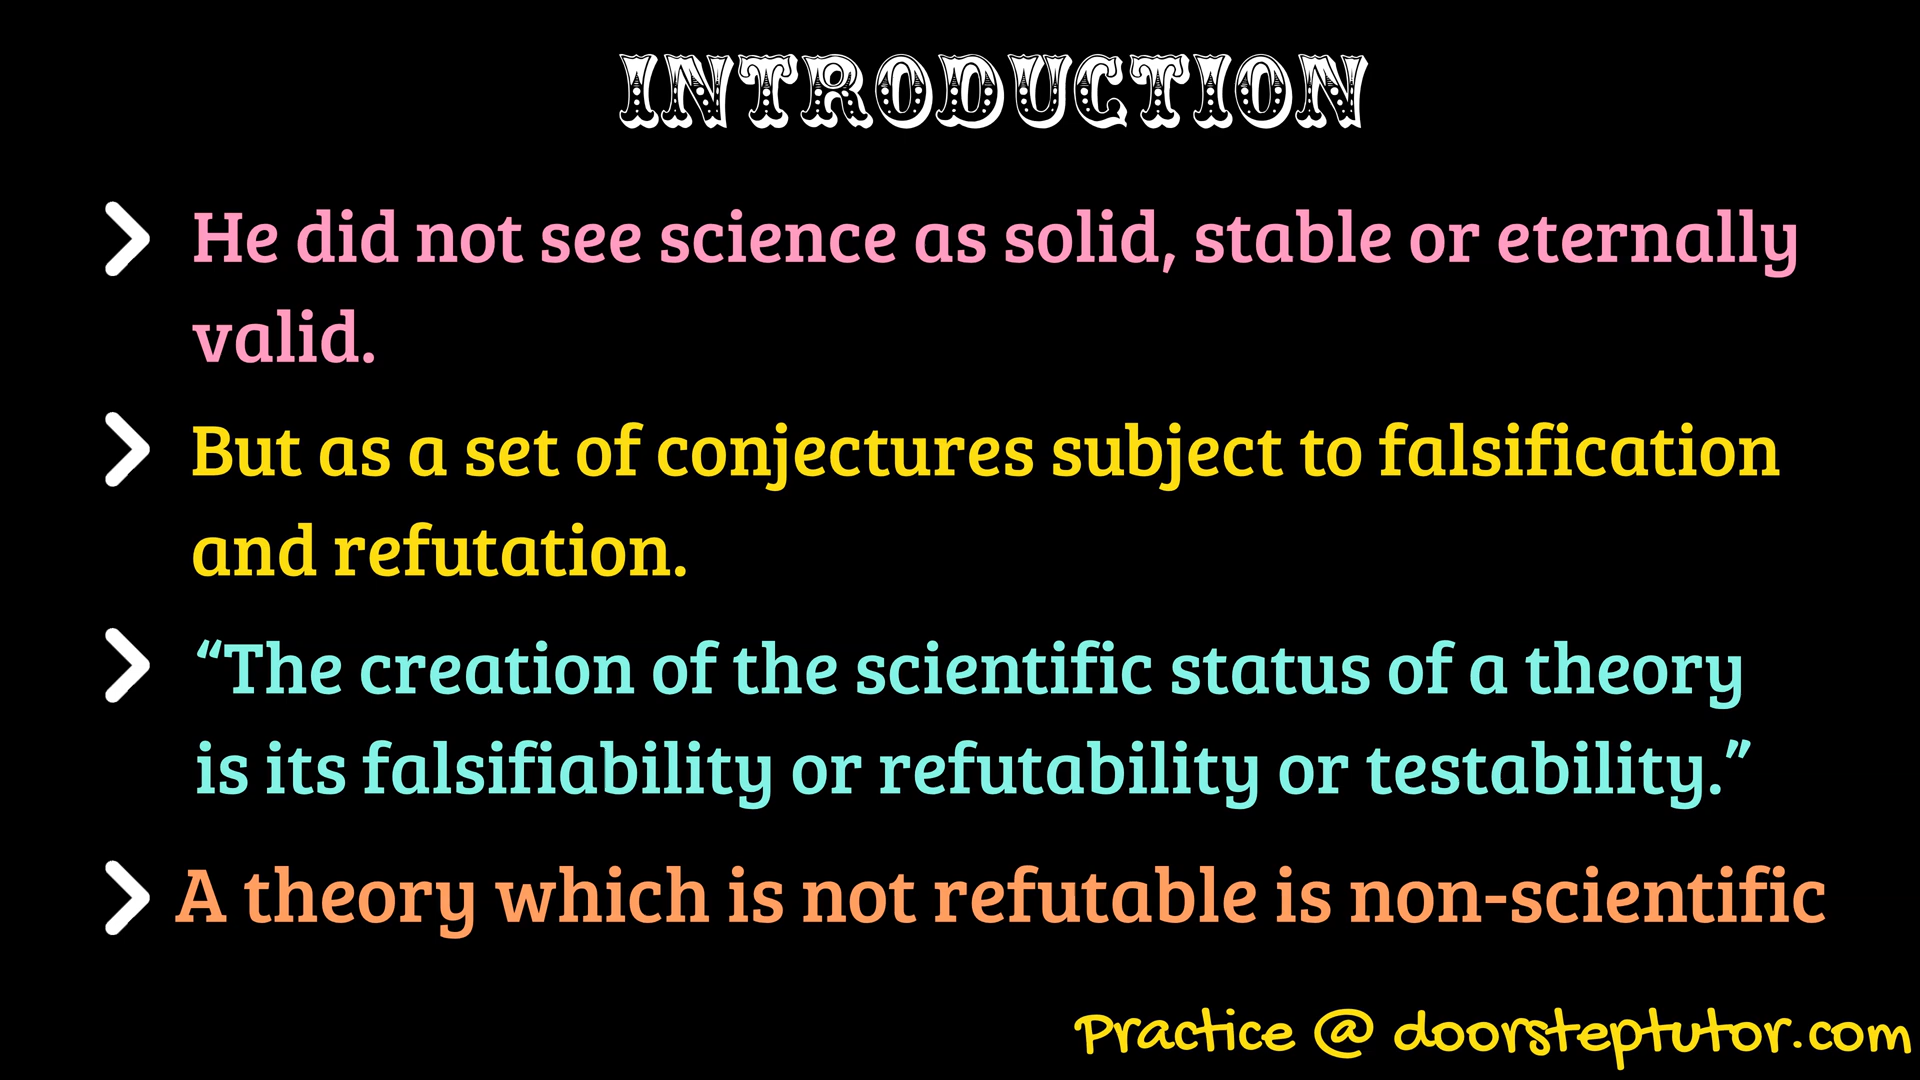 INTRODUCTION
He did not see science as solid, stable or eternally
valid.
But as a set of conjectures subject to falsification
and refutation.
“The creation of the scientific status of a theory
is its falsifiability or refutability or testability.”
A theory which is not refutable is non-scientific
Practice @ doorsteptutor.com